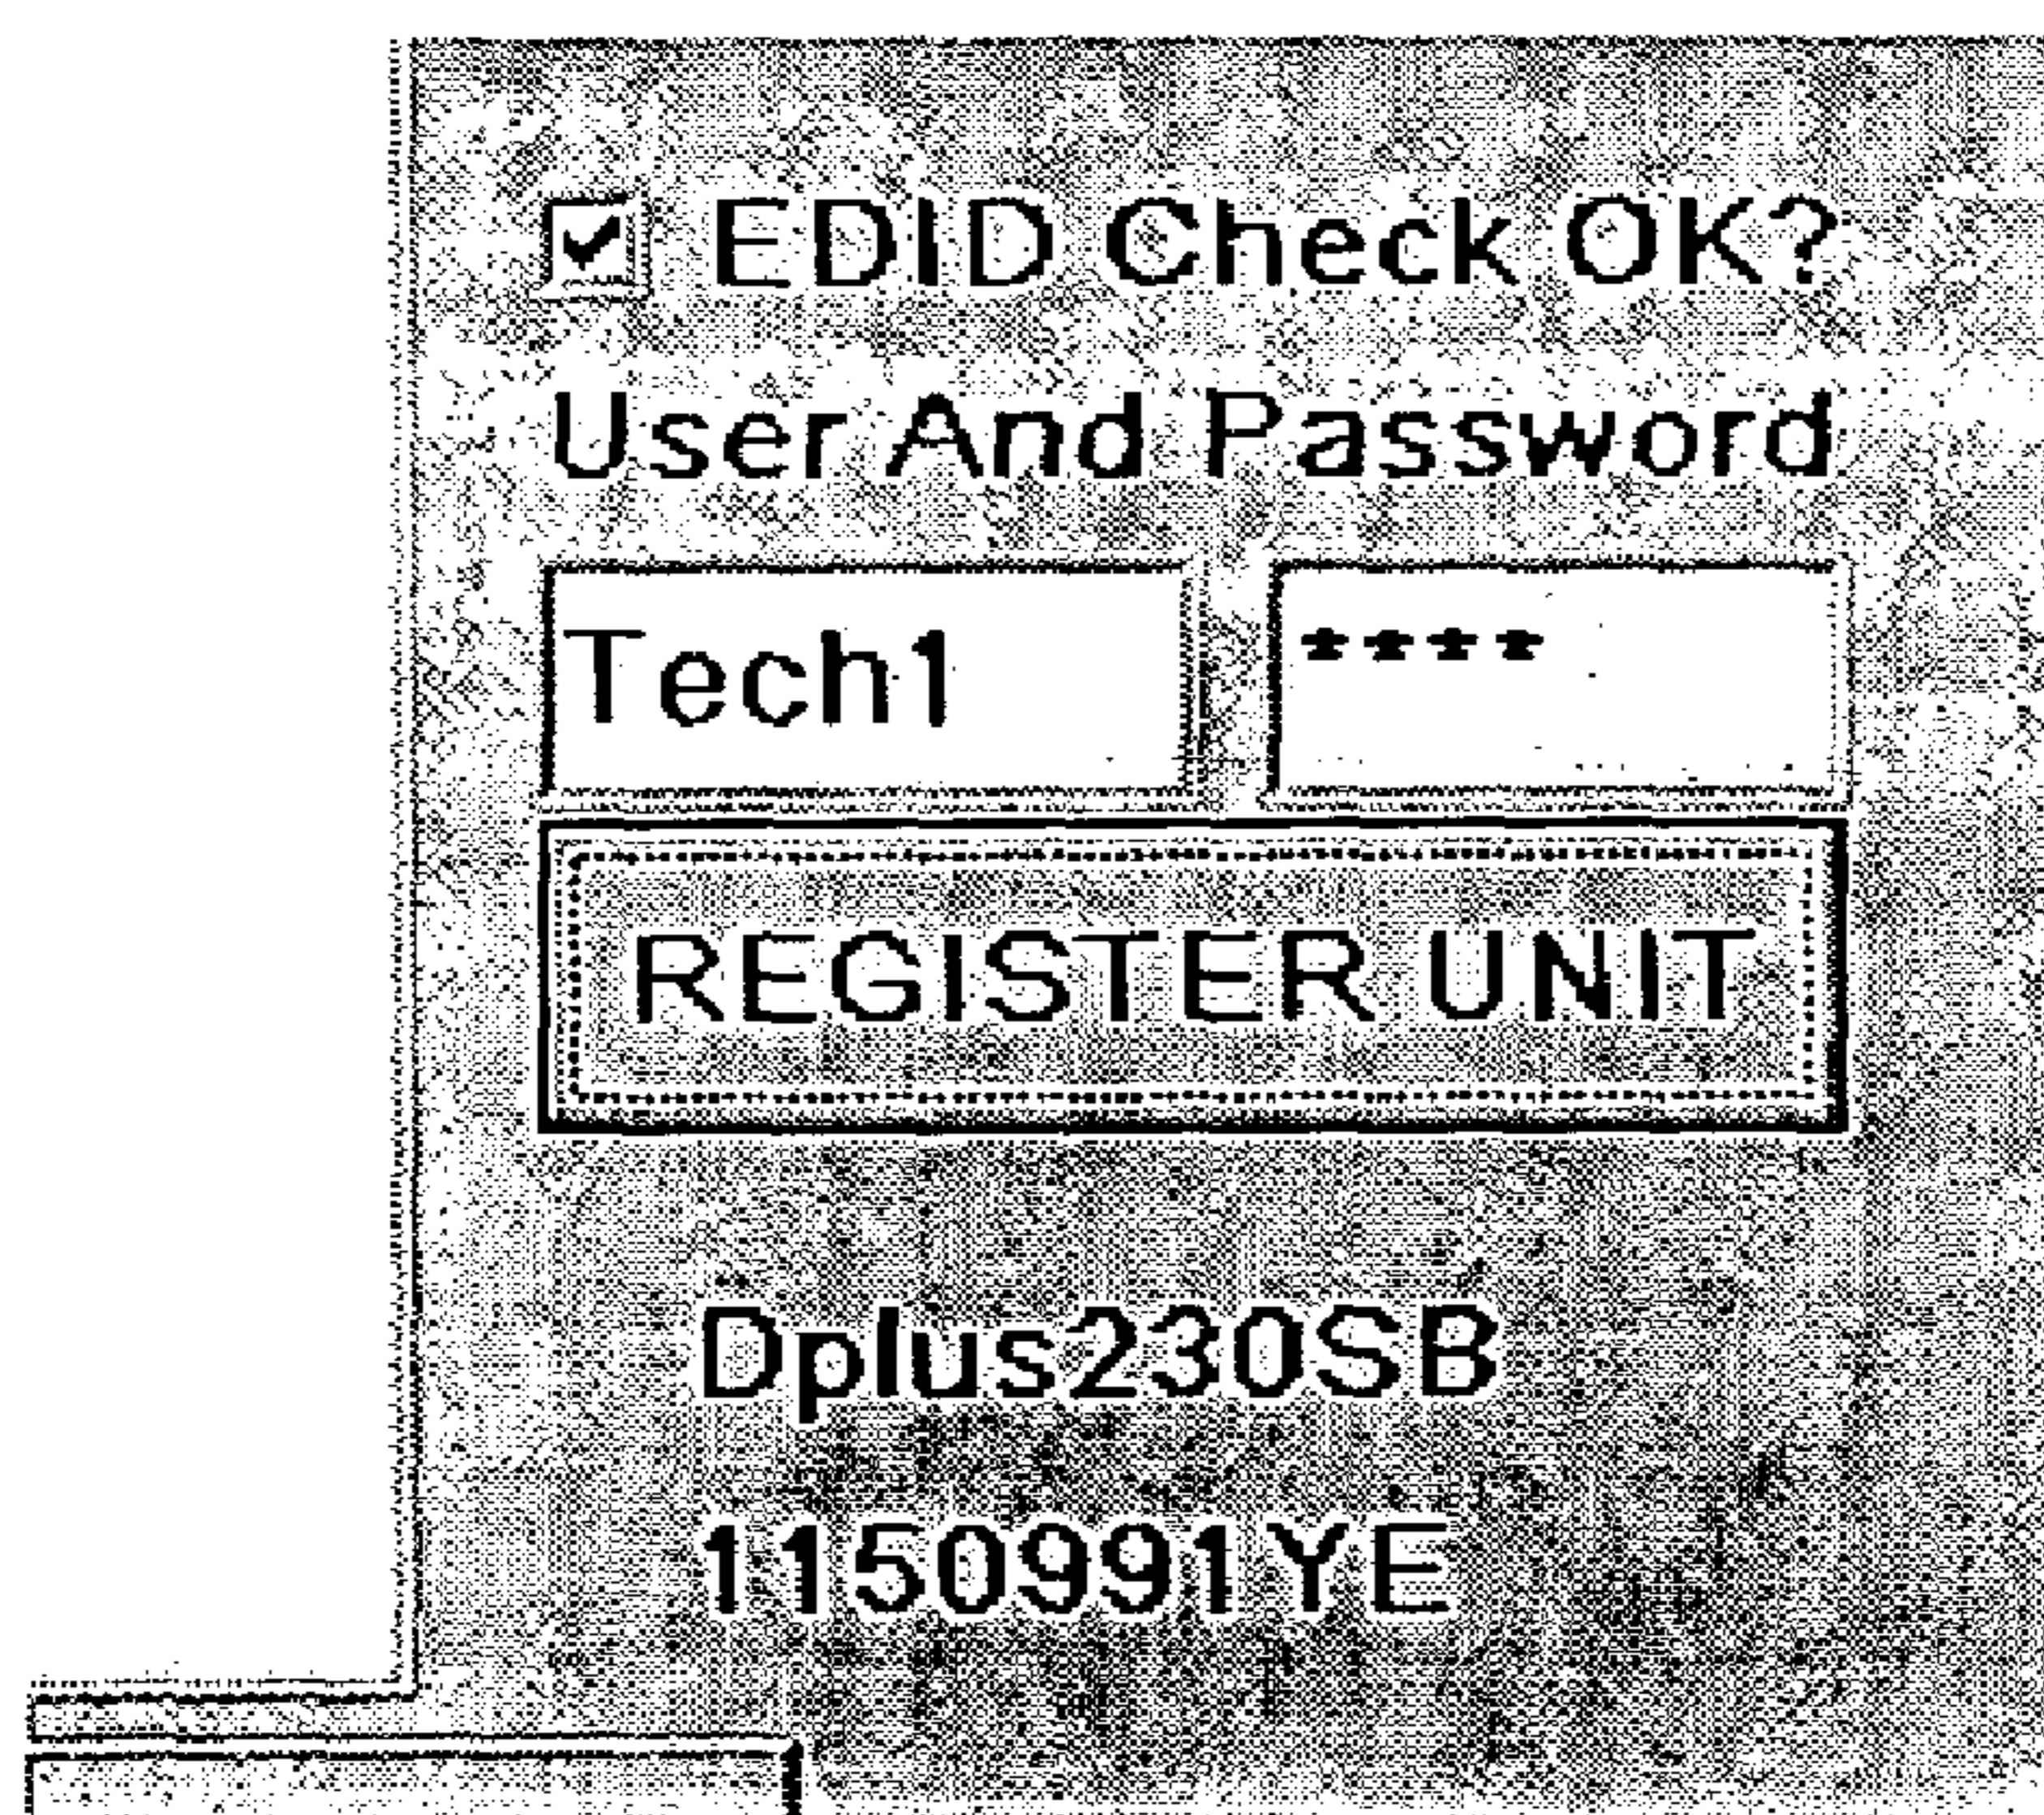 EDID Check OK?
User And Password
Tech1 ****
REGISTER UNIT
Dplus230SB
1150991YE